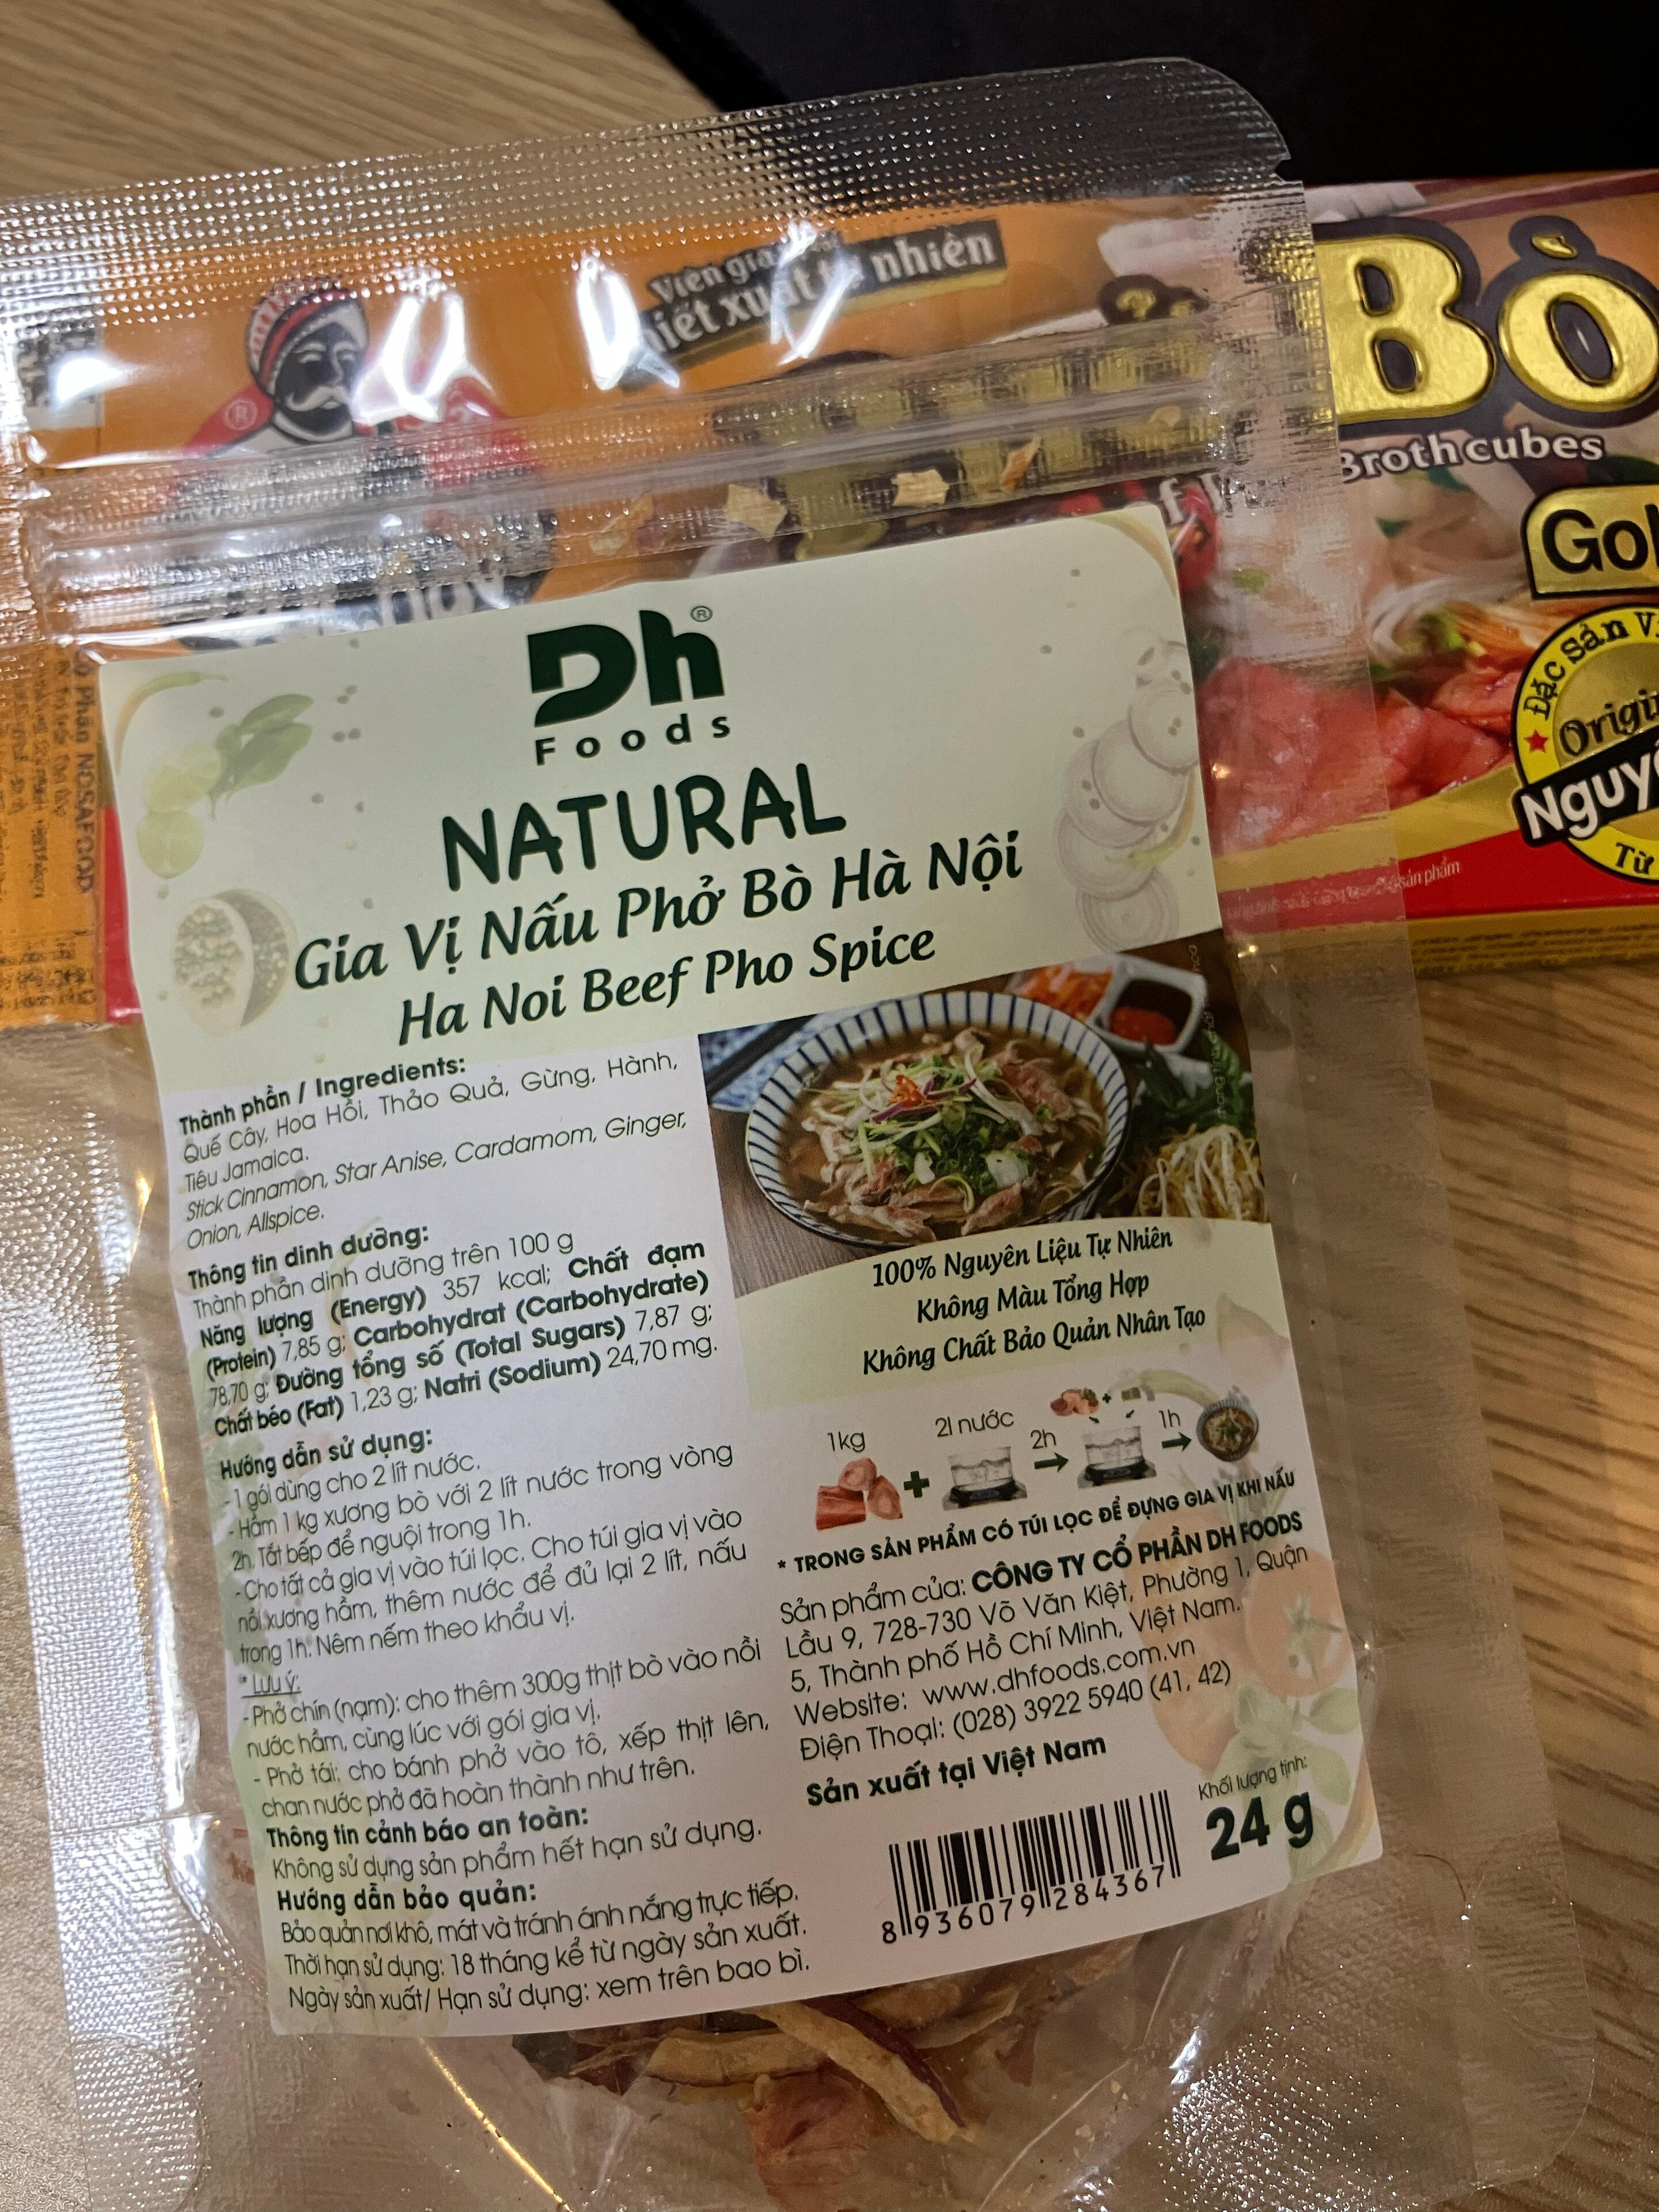 Viên gia
nhiên
Bò
Broth cubes
Đặc Sản
Nguy
Từ
sản phẩm
NOSAFOOD
Dh®
Foods
NATURAL
Gia Vị Nấu Phở Bò Hà Nội
Ha Noi Beef Pho Spice
Thành phần / Ingredients:
Quế Cây, Hoa Hồi, Thảo Quả, Gừng, Hành,
Tiêu Jamaica.
Stick Cinnamon, Star Anise, Cardamom, Ginger,
Onion, Allspice.
Thông tin dinh dưỡng:
Thành phần dinh dưỡng trên 100 g
Năng lượng (Energy) 357 kcal; Chất đạm
(Protein) 7,85 g; Carbohydrat (Carbohydrate)
78,70 g; Đường tổng số (Total Sugars) 7,87 g;
Chất béo (Fat) 1,23 g; Natri (Sodium) 24,70 mg.
Hướng dẫn sử dụng:
- 1 gói dùng cho 2 lít nước.
- Hầm 1 kg xương bò với 2 lít nước trong vòng
2h. Tắt bếp để nguội trong 1h.
- Cho tất cả gia vị vào túi lọc. Cho túi gia vị vào
nồi xương hầm, thêm nước để đủ lại 2 lít, nấu
trong 1h. Nêm nếm theo khẩu vị.
* Lưu ý:
- Phở chín (nạm): cho thêm 300g thịt bò vào nồi
nước hầm, cùng lúc với gói gia vị.
- Phở tái: cho bánh phở vào tô, xếp thịt lên,
chan nước phở đã hoàn thành như trên.
Thông tin cảnh báo an toàn:
Không sử dụng sản phẩm hết hạn sử dụng.
Hướng dẫn bảo quản:
Bảo quản nơi khô, mát và tránh ánh nắng trực tiếp.
Thời hạn sử dụng: 18 tháng kể từ ngày sản xuất.
Ngày sản xuất/ Hạn sử dụng: xem trên bao bì.
100% Nguyên Liệu Tự Nhiên
Không Màu Tổng Hợp
Không Chất Bảo Quản Nhân Tạo
1kg
2l nước
2h
1h
* TRONG SẢN PHẨM CÓ TÚI LỌC ĐỂ ĐỰNG GIA VỊ KHI NẤU
Sản phẩm của: CÔNG TY CỔ PHẦN DH FOODS
Lầu 9, 728-730 Võ Văn Kiệt, Phường 1, Quận
5, Thành phố Hồ Chí Minh, Việt Nam.
Website: www.dhfoods.com.vn
Điện Thoại: (028) 3922 5940 (41, 42)
Sản xuất tại Việt Nam
Khối lượng tịnh:
24 g
8 936079 284367